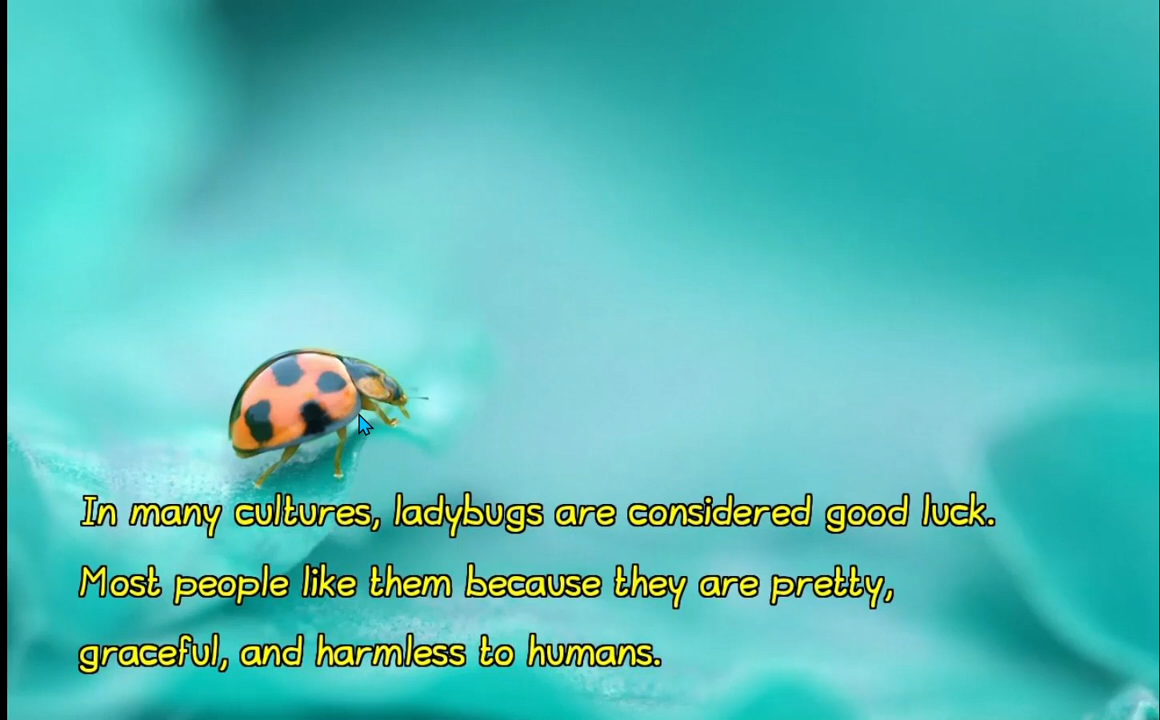 In many cultures, ladybugs are considered good luck.
Most people like them because they are pretty,
graceful, and harmless to humans.